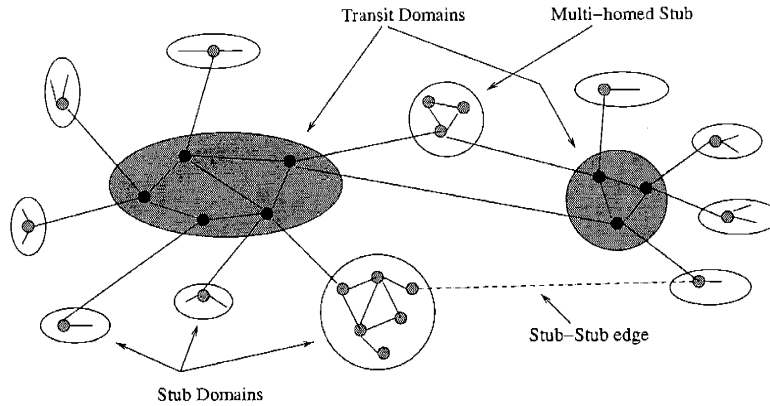 Transit Domains
Multi-homed Stub
Stub-Stub edge
Stub Domains